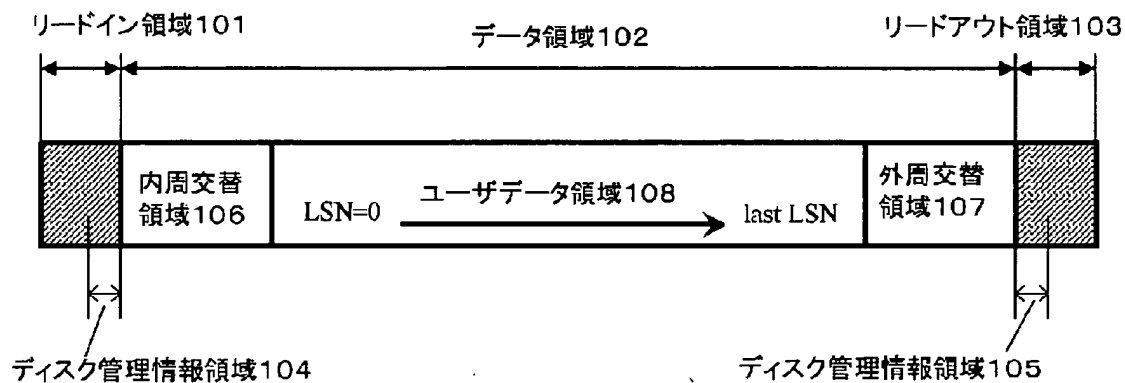 リードイン領域101
データ領域102
リードアウト領域103
内周交替
領域106
LSN=0
ユーザデータ領域108
last LSN
外周交替
領域107
ディスク管理情報領域104
ディスク管理情報領域105